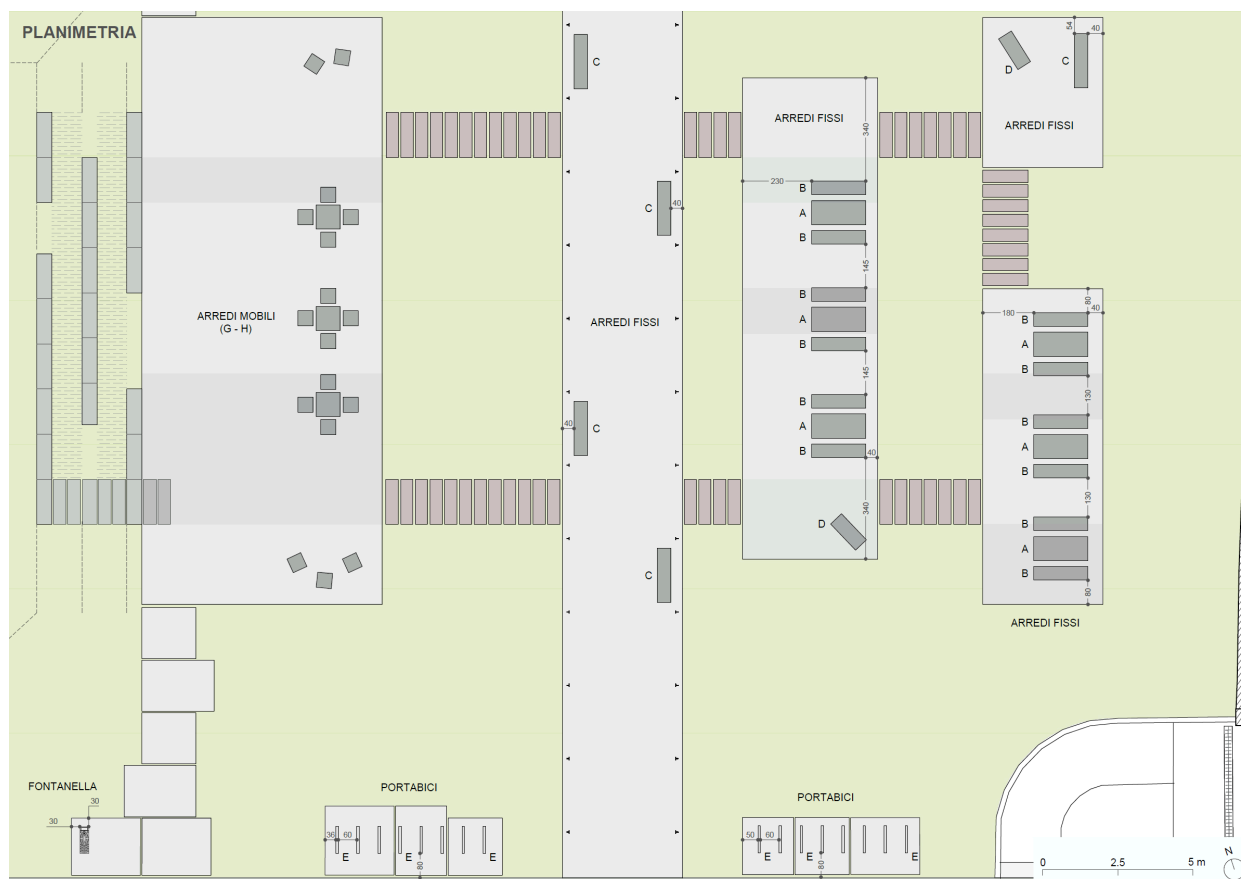 PLANIMETRIA
54
40
C
C
D
ARREDI FISSI
ARREDI FISSI
340
230
B
A
B
C
40
145
B
A
B
ARREDI MOBILI
(G - H)
ARREDI FISSI
80
180
40
B
A
B
145
130
B
A
B
40
C
40
B
A
B
130
340
D
B
A
B
C
80
ARREDI FISSI
FONTANELLA
30
30
PORTABICI
36
60
E
E
80
E
PORTABICI
50
60
E
E
80
E
N
0
2.5
5 m